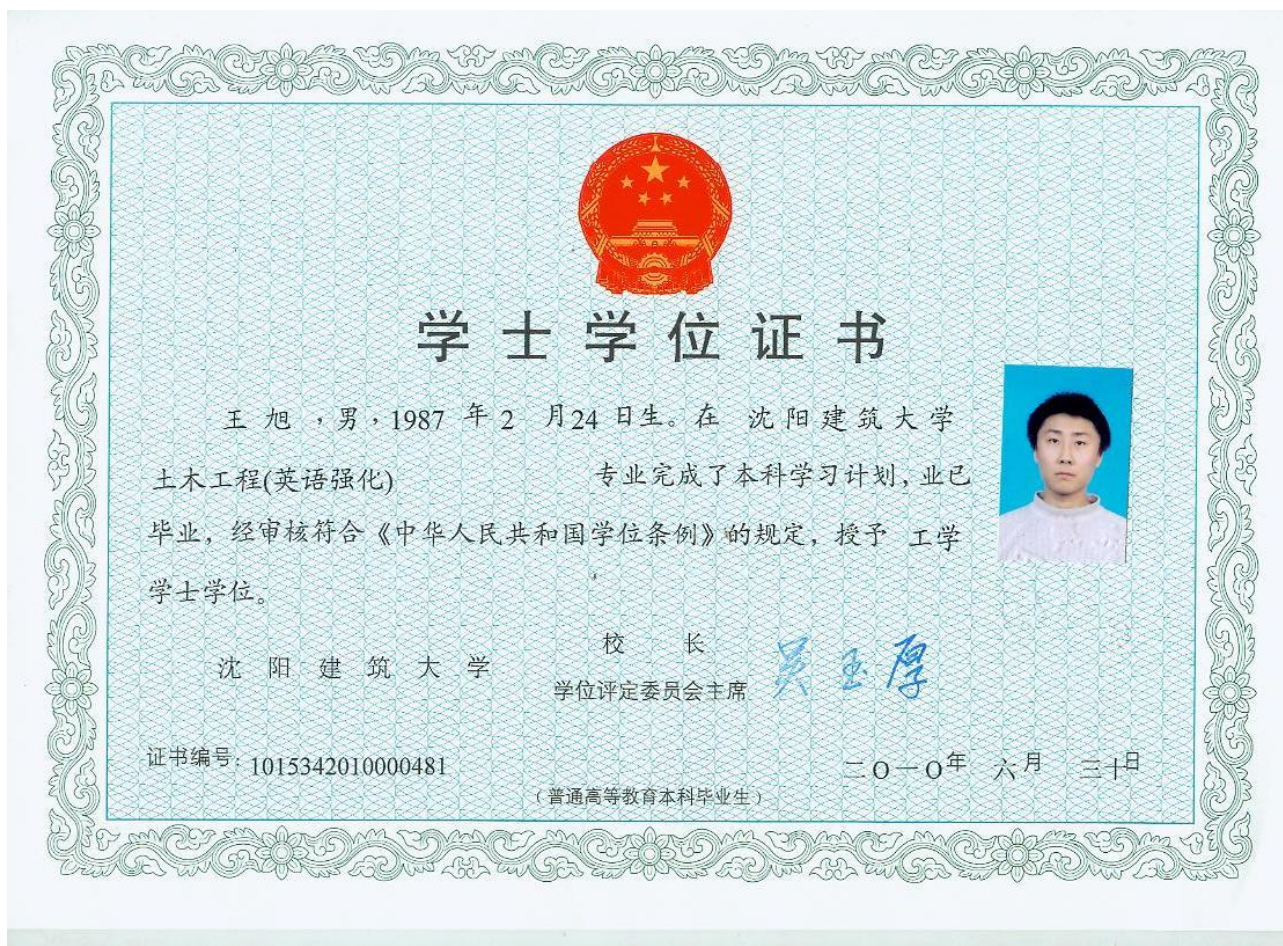 学士学位证书
王旭,男,1987年2月24日生。在 沈阳建筑大学
土木工程(英语强化) 专业完成了本科学习计划,业已
毕业,经审核符合《中华人民共和国学位条例》的规定,授予 工学
学士学位。
校 长
沈阳建筑大学
吴玉厚
学位评定委员会主席
证书编号:1015342010000481
二O一O年 六月 三十日
(普通高等教育本科毕业生)